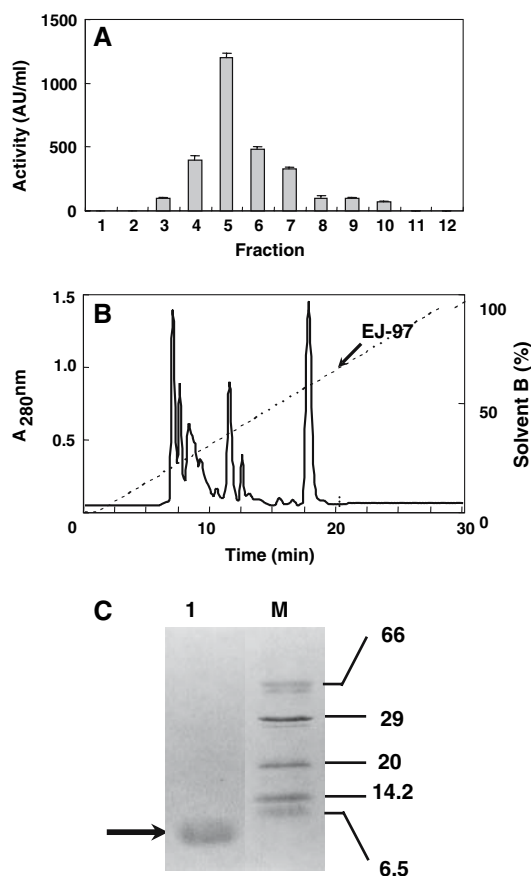 A
1500
1000
500
0
Activity (AU/ml)
1 2 3 4 5 6 7 8 9 10 11 12
Fraction
B
1.5
1.0
0.5
0
A 280nm
EJ-97
100
50
0
Solvent B (%)
10 20 30
Time (min)
C
1 M
66
29
20
14.2
6.5